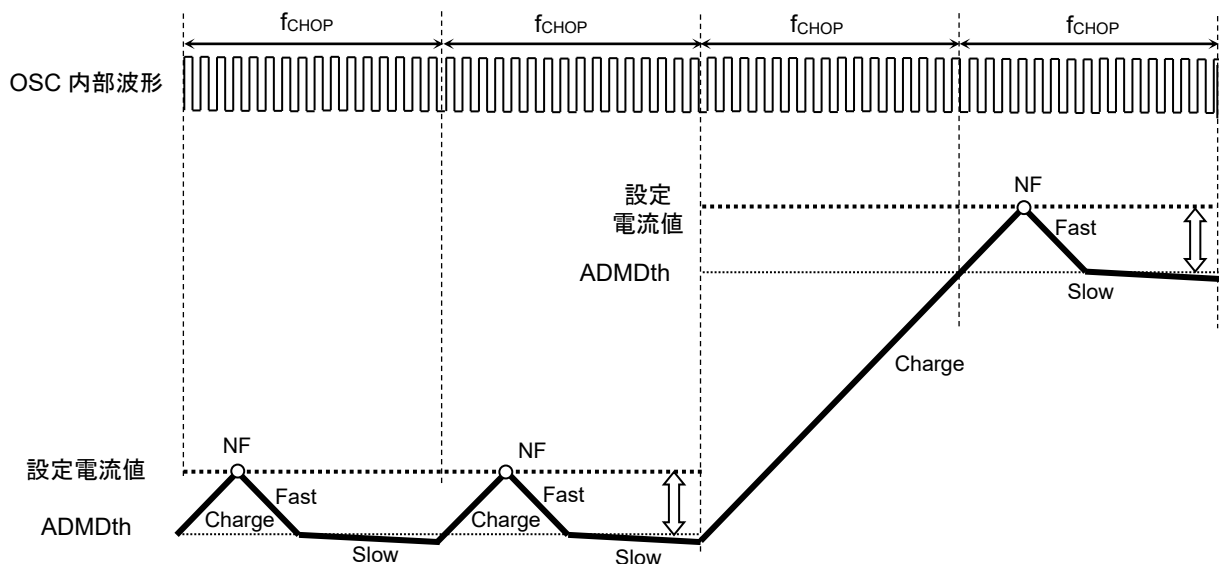 fCHOP
fCHOP
fCHOP
fCHOP
OSC 内部波形
設定
電流値
NF
Fast
ADMDth
Slow
Charge
設定電流値
NF
NF
Fast
Fast
Charge
Charge
ADMDth
Slow
Slow